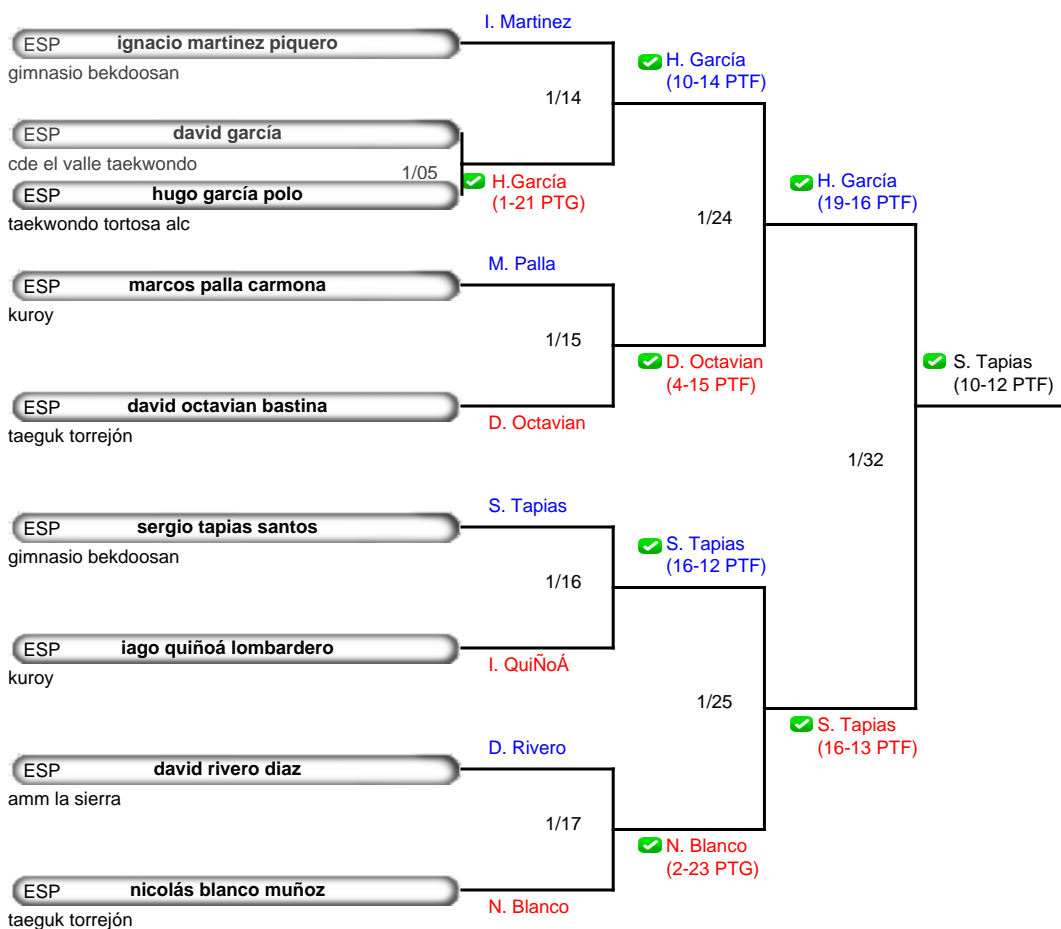 I. Martinez
ESP ignacio martinez piquero
gimnasio bekdoosan
H. García
(10-14 PTF)
1/14
ESP david garcía
cde el valle taekwondo
1/05
H.García
(1-21 PTG)
ESP hugo garcía polo
taekwondo tortosa alc
H. García
(19-16 PTF)
1/24
M. Palla
ESP marcos palla carmona
kuroy
1/15
D. Octavian
(4-15 PTF)
S. Tapias
(10-12 PTF)
ESP david octavian bastina
taeguk torrejón
D. Octavian
1/32
S. Tapias
ESP sergio tapias santos
gimnasio bekdoosan
S. Tapias
(16-12 PTF)
1/16
ESP iago quiñoá lombardero
kuroy
I. QuiÑoÁ
1/25
S. Tapias
(16-13 PTF)
D. Rivero
ESP david rivero diaz
amm la sierra
1/17
N. Blanco
(2-23 PTG)
ESP nicolás blanco muñoz
taeguk torrejón
N. Blanco